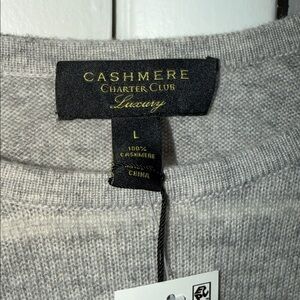 CASHMERE
CHARTER CLUB
Luxury
L
100%
CASHMERE
CHINA